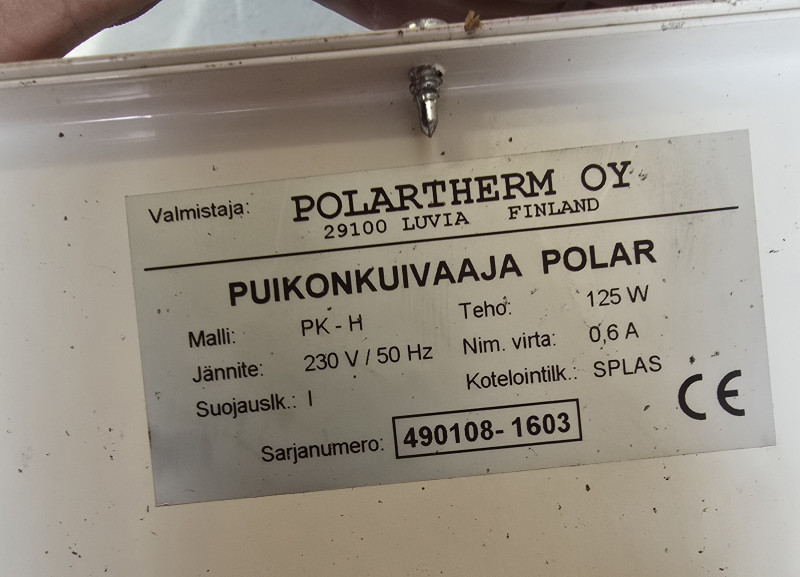 Valmistaja: POLARTHERM OY
29100 LUVIA FINLAND
PUIKONKUIVAAJA POLAR
Malli: PK - H Teho: 125 W
Jännite: 230 V / 50 Hz Nim. virta: 0,6 A
Suojauslk.: I Kotelointilk.: SPLAS
CE
Sarjanumero: 490108- 1603